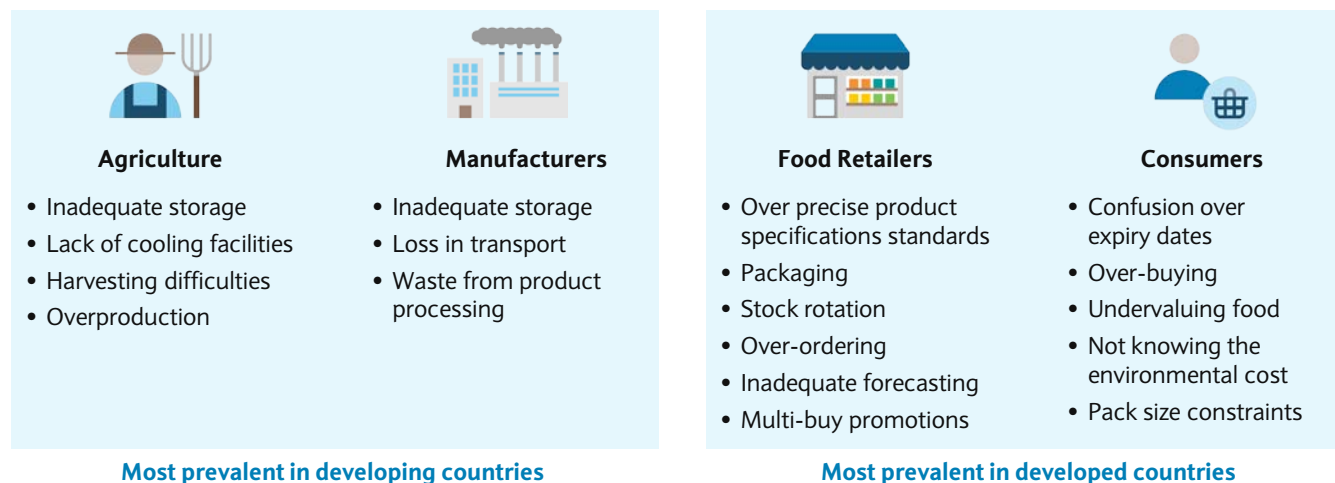 Agriculture
• Inadequate storage
• Lack of cooling facilities
• Harvesting difficulties
• Overproduction
Manufacturers
• Inadequate storage
• Loss in transport
• Waste from product
processing
Most prevalent in developing countries
Food Retailers
• Over precise product
specifications standards
• Packaging
• Stock rotation
• Over-ordering
• Inadequate forecasting
• Multi-buy promotions
Consumers
• Confusion over
expiry dates
• Over-buying
• Undervaluing food
• Not knowing the
environmental cost
• Pack size constraints
Most prevalent in developed countries